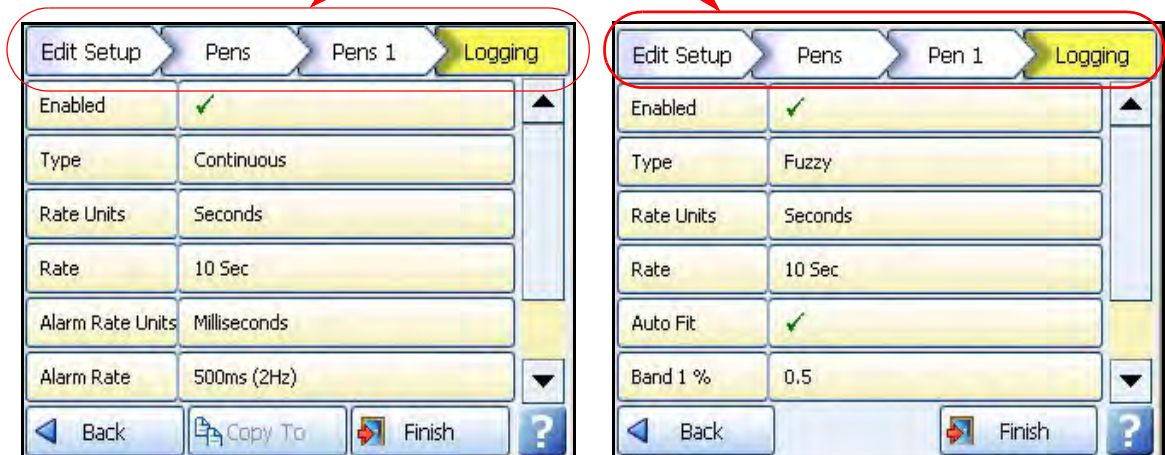 Edit Setup Pens Pens 1 Logging
Enabled ✓
Type Continuous
Rate Units Seconds
Rate 10 Sec
Alarm Rate Units Milliseconds
Alarm Rate 500ms (2Hz)
Back Copy To Finish ?
Edit Setup Pens Pen 1 Logging
Enabled ✓
Type Fuzzy
Rate Units Seconds
Rate 10 Sec
Auto Fit ✓
Band 1 % 0.5
Back Finish ?